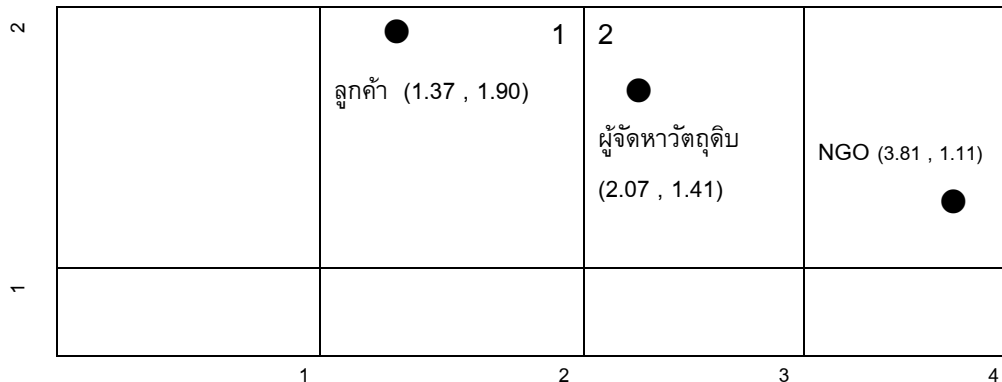 2
1 2
ลูกค้า (1.37 , 1.90)
ผู้จัดหาวัตถุดิบ
NGO (3.81 , 1.11)
(2.07 , 1.41)
1
1 2 3 4